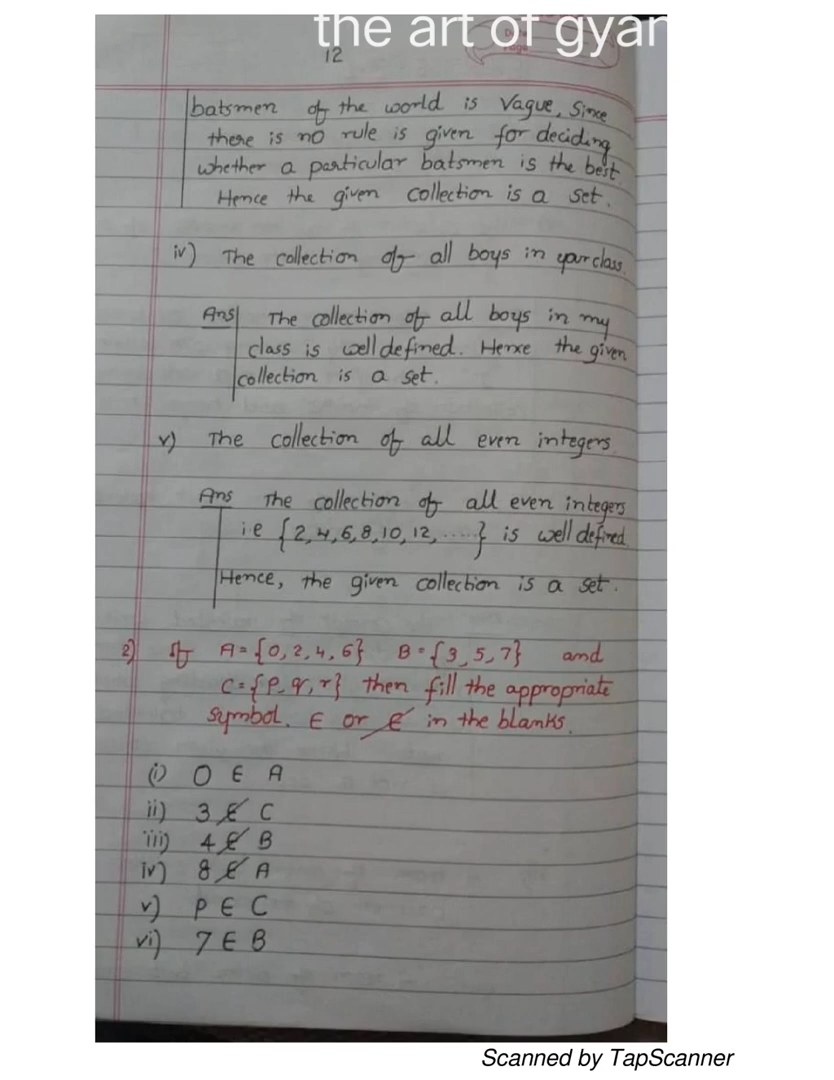 the art of gyan
12
batsmen of the world is Vague, Since
there is no rule is given for deciding
whether a particular batsmen is the best.
Hence the given collection is a set.
iv) The collection of all boys in your class.
Ans The collection of all boys in my
class is well defined. Hence the given
collection is a set.
v) The collection of all even integers.
Ans The collection of all even integers
i.e {2,4,6,8,10,12,.....} is well defined.
Hence, the given collection is a set.
2) If A = {0,2,4,6} B = {3,5,7} and
C = {p,q,r} then fill the appropriate
symbol. ∈ or ∉ in the blanks.
(i) 0 ∈ A
ii) 3 ∉ C
iii) 4 ∉ B
iv) 8 ∉ A
v) P ∈ C
vi) 7 ∈ B
Scanned by TapScanner